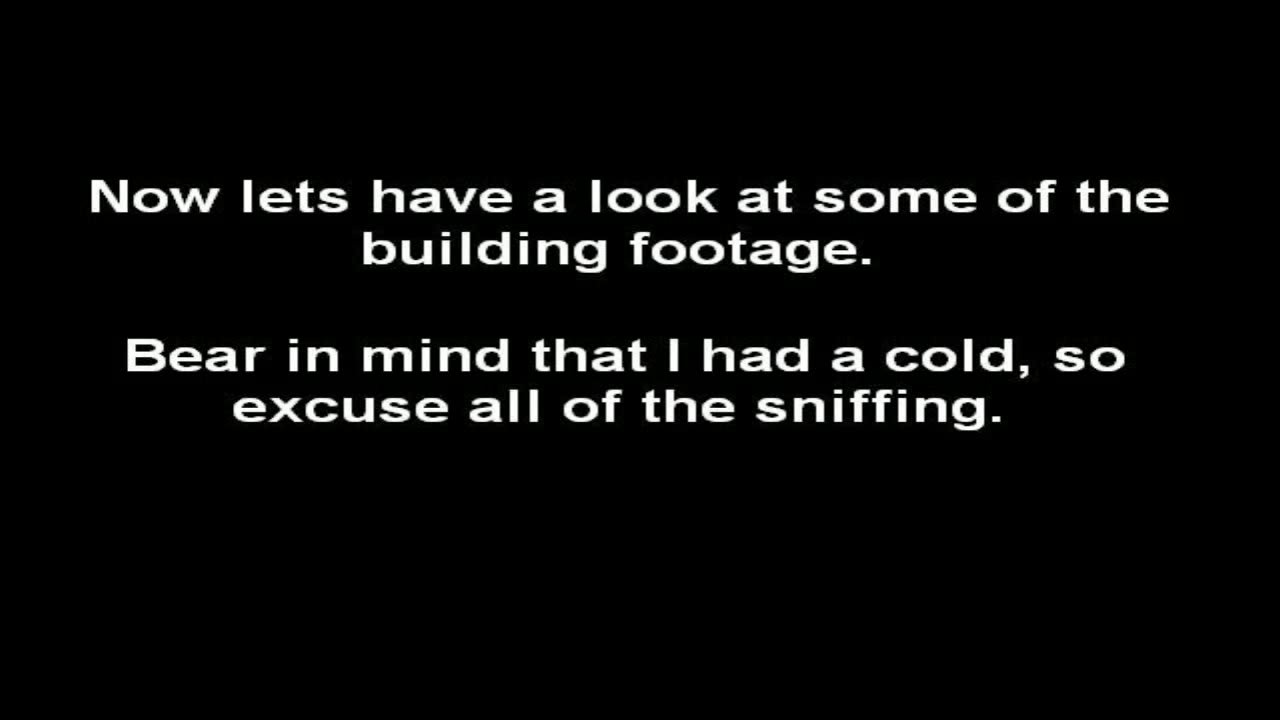 Now lets have a look at some of the
building footage.
Bear in mind that I had a cold, so
excuse all of the sniffing.